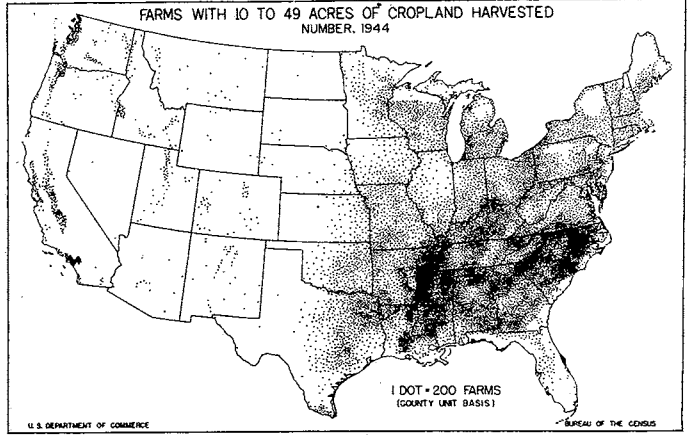 FARMS WITH 10 TO 49 ACRES OF CROPLAND HARVESTED
NUMBER, 1944
1 DOT = 200 FARMS
(COUNTY UNIT BASIS)
U. S. DEPARTMENT OF COMMERCE
BUREAU OF THE CENSUS